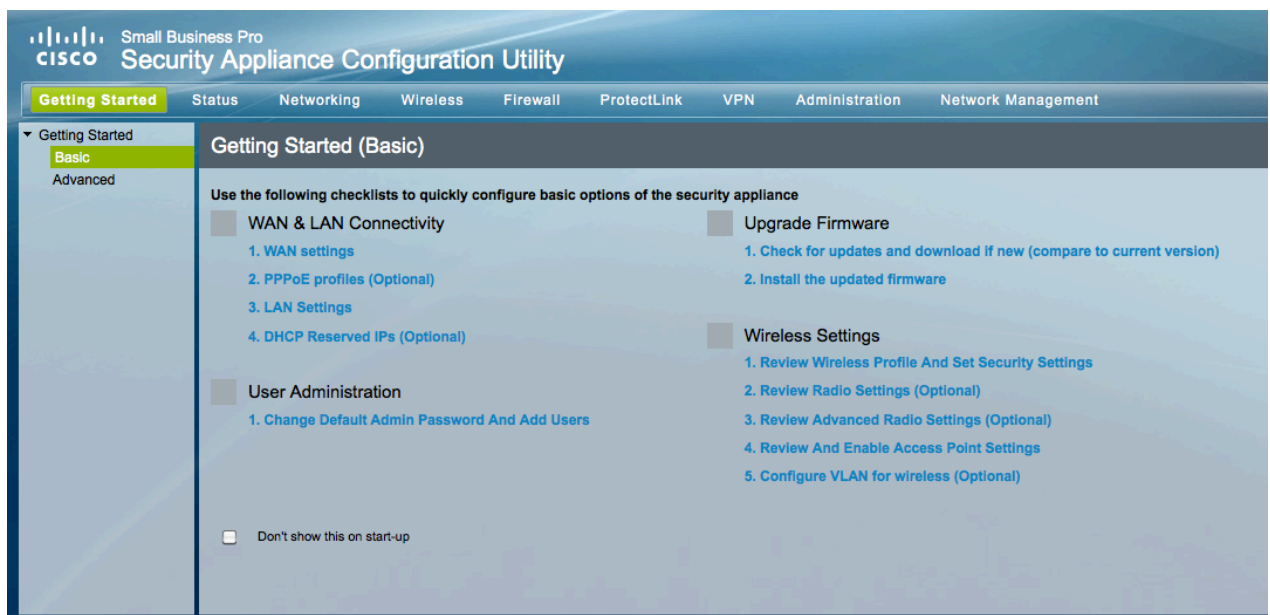 Small Business Pro
CISCO Security Appliance Configuration Utility
Getting Started Status Networking Wireless Firewall ProtectLink VPN Administration Network Management
Getting Started
Basic
Advanced
Getting Started (Basic)
Use the following checklists to quickly configure basic options of the security appliance
WAN & LAN Connectivity
1. WAN settings
2. PPPoE profiles (Optional)
3. LAN Settings
4. DHCP Reserved IPs (Optional)
User Administration
1. Change Default Admin Password And Add Users
Upgrade Firmware
1. Check for updates and download if new (compare to current version)
2. Install the updated firmware
Wireless Settings
1. Review Wireless Profile And Set Security Settings
2. Review Radio Settings (Optional)
3. Review Advanced Radio Settings (Optional)
4. Review And Enable Access Point Settings
5. Configure VLAN for wireless (Optional)
Don't show this on start-up